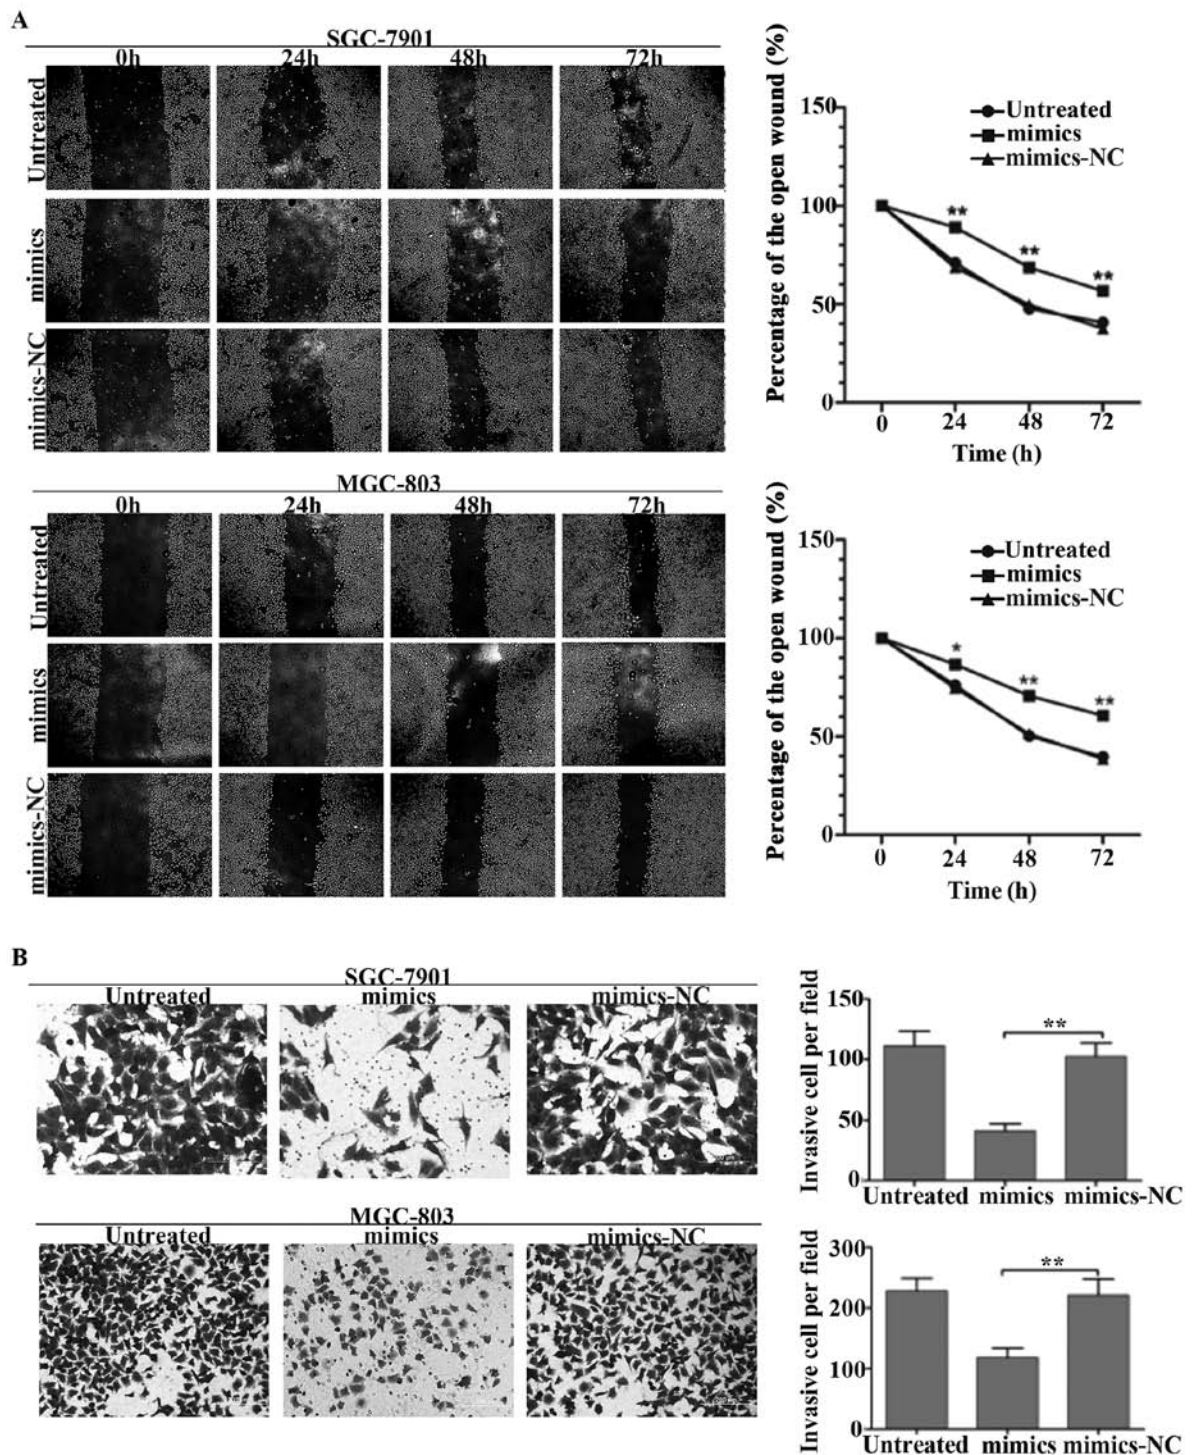 A
SGC-7901
0h 24h 48h 72h
Untreated
mimics
mimics-NC
Percentage of the open wound (%)
150
100
50
0
Untreated
mimics
mimics-NC
**
**
**
0 24 48 72
Time (h)
MGC-803
0h 24h 48h 72h
Untreated
mimics
mimics-NC
Percentage of the open wound (%)
150
100
50
0
Untreated
mimics
mimics-NC
*
**
**
0 24 48 72
Time (h)
B
SGC-7901
Untreated mimics mimics-NC
Invasive cell per field
150
100
50
0
**
Untreated mimics mimics-NC
MGC-803
Untreated mimics mimics-NC
Invasive cell per field
300
200
100
0
**
Untreated mimics mimics-NC